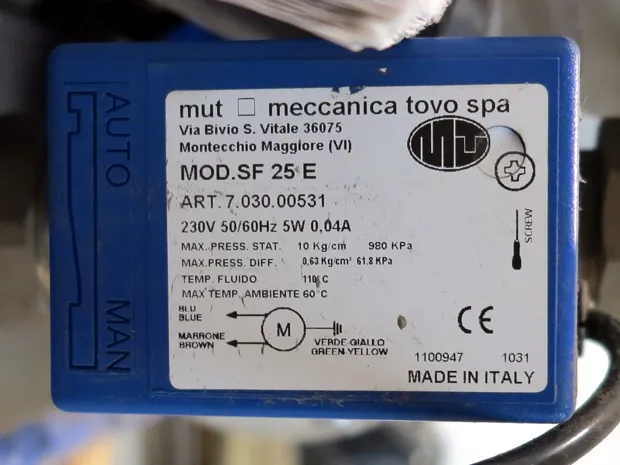 AUTO
MAN
mut □ meccanica tovo spa
Via Bivio S. Vitale 36075
Montecchio Maggiore (VI)
MUT
MOD.SF 25 E
ART.7.030.00531
230V 50/60Hz 5W 0,04A
MAX. PRESS. STAT. 10 Kg/cm 980 KPa
MAX.PRESS. DIFF. 0,63 Kg/cm² 61.8 KPa
TEMP. FLUIDO 110°C
MAX TEMP. AMBIENTE 60°C
SCREW
BLU
BLUE
MARRONE
BROWN
M
VERDE-GIALLO
GREEN-YELLOW
CE
1100947 1031
MADE IN ITALY